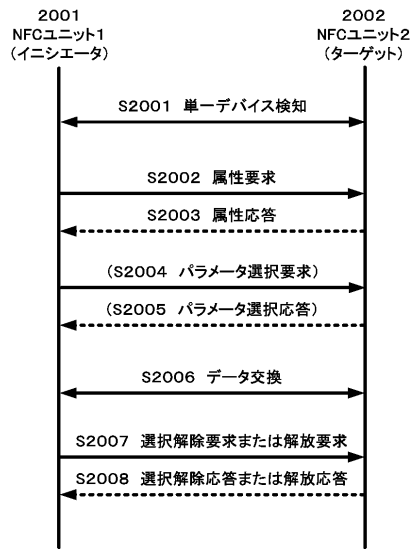 2001
NFCユニット1
(イニシエータ)
2002
NFCユニット2
(ターゲット)
S2001 単一デバイス検知
S2002 属性要求
S2003 属性応答
(S2004 パラメータ選択要求)
(S2005 パラメータ選択応答)
S2006 データ交換
S2007 選択解除要求または解放要求
S2008 選択解除応答または解放応答